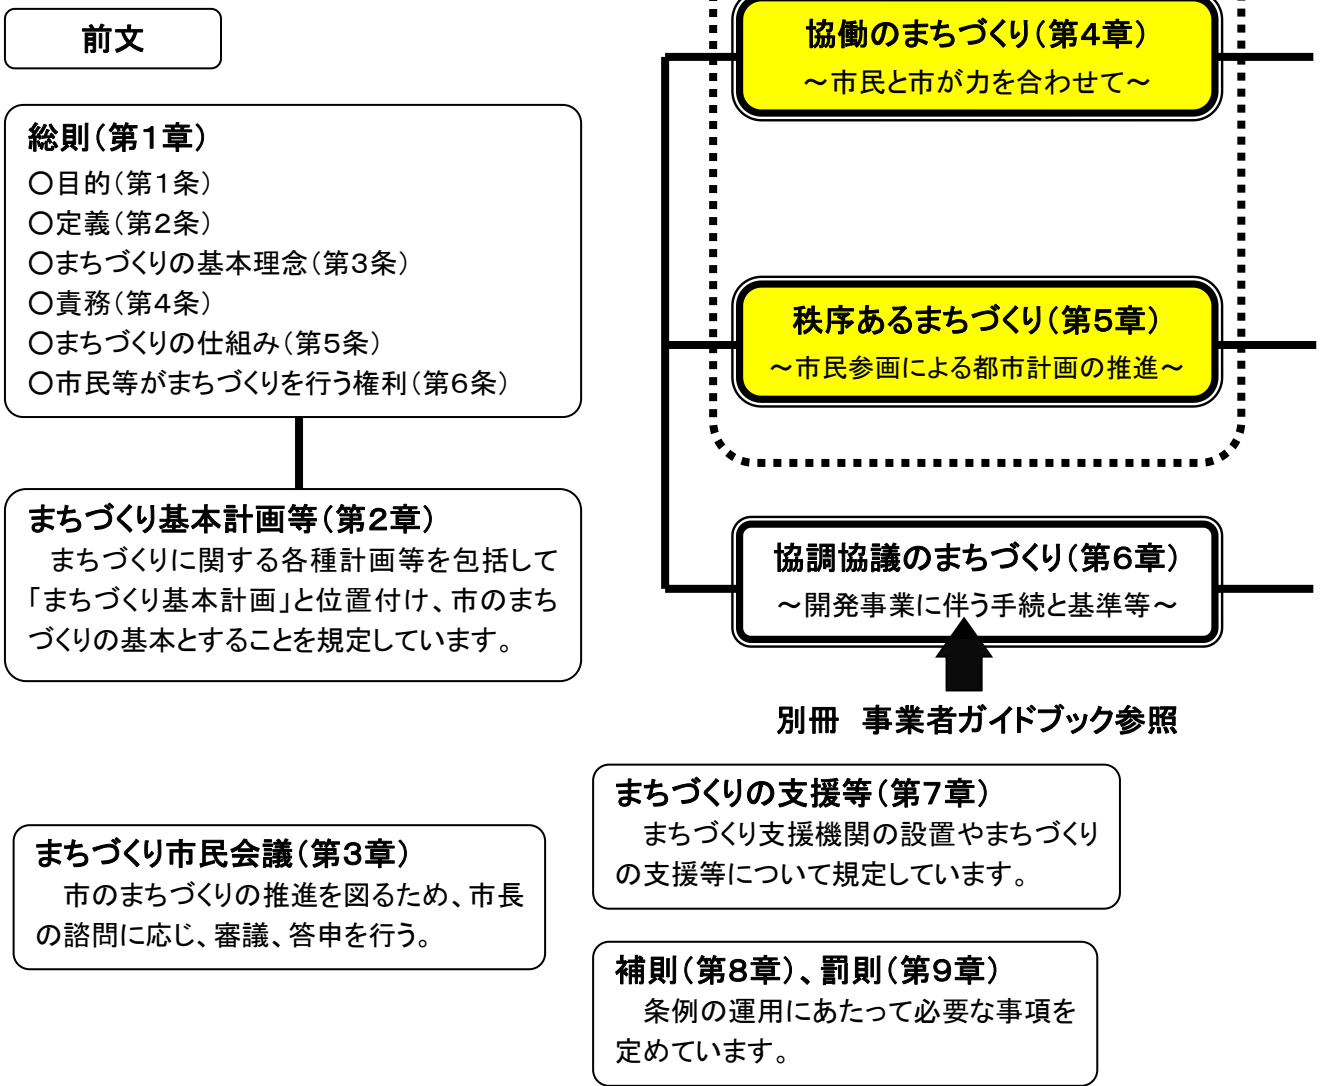 前文
総則（第１章）
○目的（第１条）
○定義（第２条）
○まちづくりの基本理念（第３条）
○責務（第４条）
○まちづくりの仕組み（第５条）
○市民等がまちづくりを行う権利（第６条）
まちづくり基本計画等（第２章）
まちづくりに関する各種計画等を包括して
「まちづくり基本計画」と位置付け、市のまち
づくりの基本とすることを規定しています。
まちづくり市民会議（第３章）
市のまちづくりの推進を図るため、市長
の諮問に応じ、審議、答申を行う。
協働のまちづくり（第４章）
～市民と市が力を合わせて～
秩序あるまちづくり（第５章）
～市民参画による都市計画の推進～
協調協議のまちづくり（第６章）
～開発事業に伴う手続と基準等～
別冊　事業者ガイドブック参照
まちづくりの支援等（第７章）
まちづくり支援機関の設置やまちづくり
の支援等について規定しています。
補則（第８章）、罰則（第９章）
条例の運用にあたって必要な事項を
定めています。